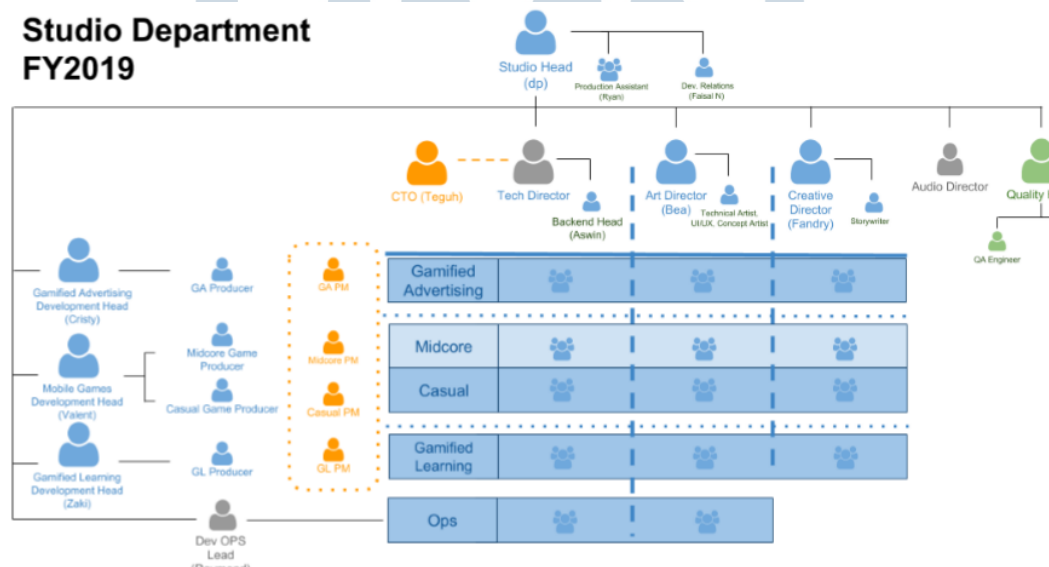 Studio Department
FY2019
Studio Head
(dp)
Production Assistant
(Ryan)
Dev. Relations
(Faisal N)
CTO (Teguh)
Tech Director
Backend Head
(Aswin)
Art Director
(Bea)
Technical Artist,
UI/UX, Concept Artist
Creative
Director
(Fandry)
Storywriter
Audio Director
Quality
QA Engineer
Gamified Advertising
Development Head
(Cristy)
GA Producer
GA PM
Gamified
Advertising
Mobile Games
Development Head
(Valent)
Midcore Game
Producer
Midcore PM
Midcore
Casual Game Producer
Casual PM
Casual
Gamified Learning
Development Head
(Zaki)
GL Producer
GL PM
Gamified
Learning
Dev OPS
Lead
Ops